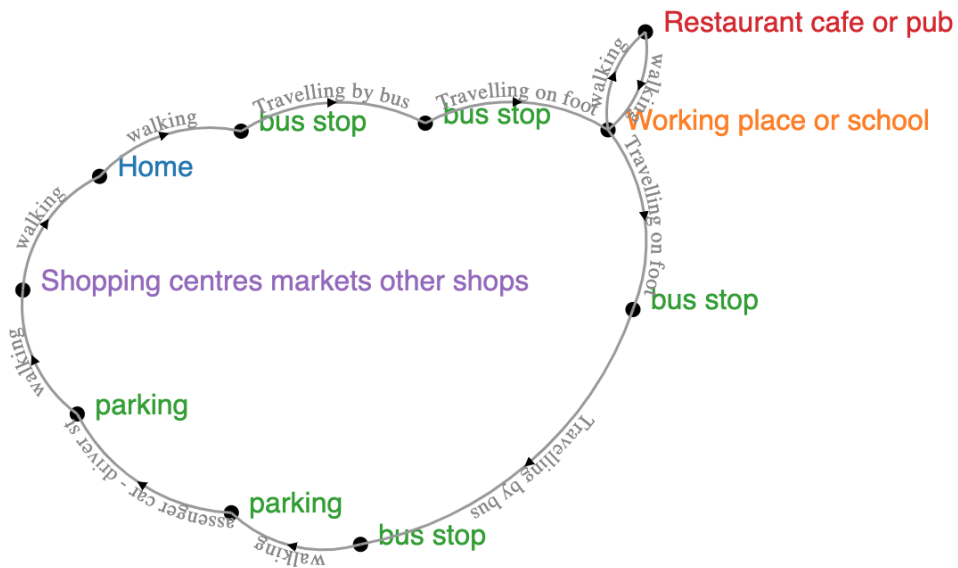 Restaurant cafe or pub
walking
walking
Travelling by bus
Travelling on foot
walking
bus stop
bus stop
Working place or school
Home
Travelling on foot
walking
Shopping centres markets other shops
bus stop
walking
parking
Travelling by bus
assenger car - driver st
parking
bus stop
walking